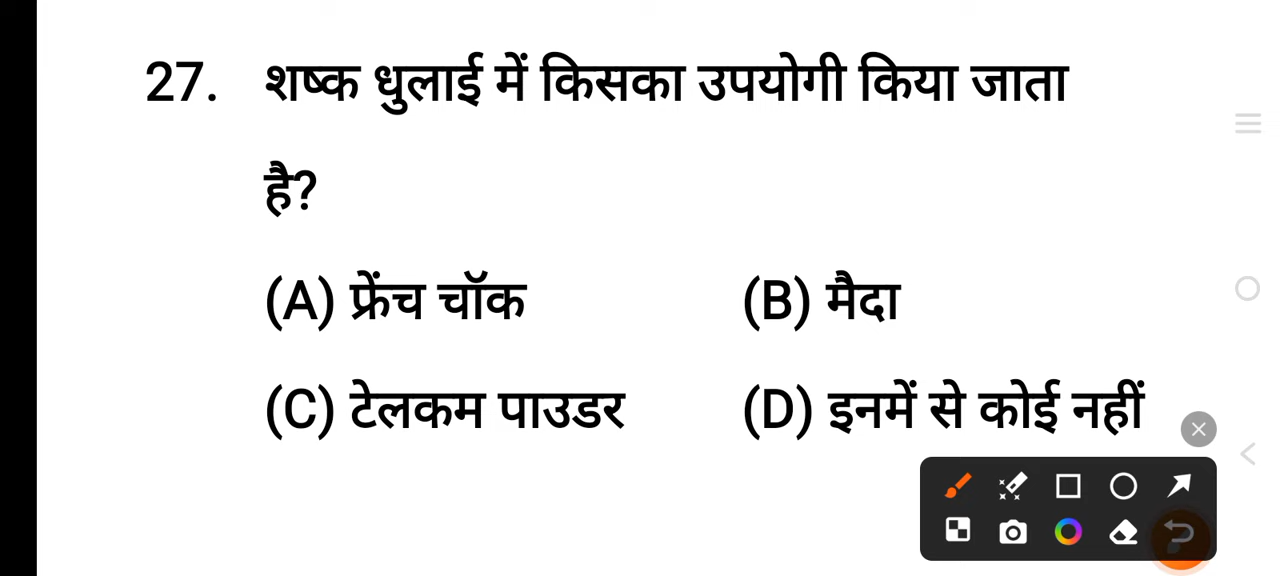 27. शष्क धुलाई में किसका उपयोगी किया जाता
है?
(A) फ्रेंच चॉक (B) मैदा
(C) टेलकम पाउडर (D) इनमें से कोई नहीं